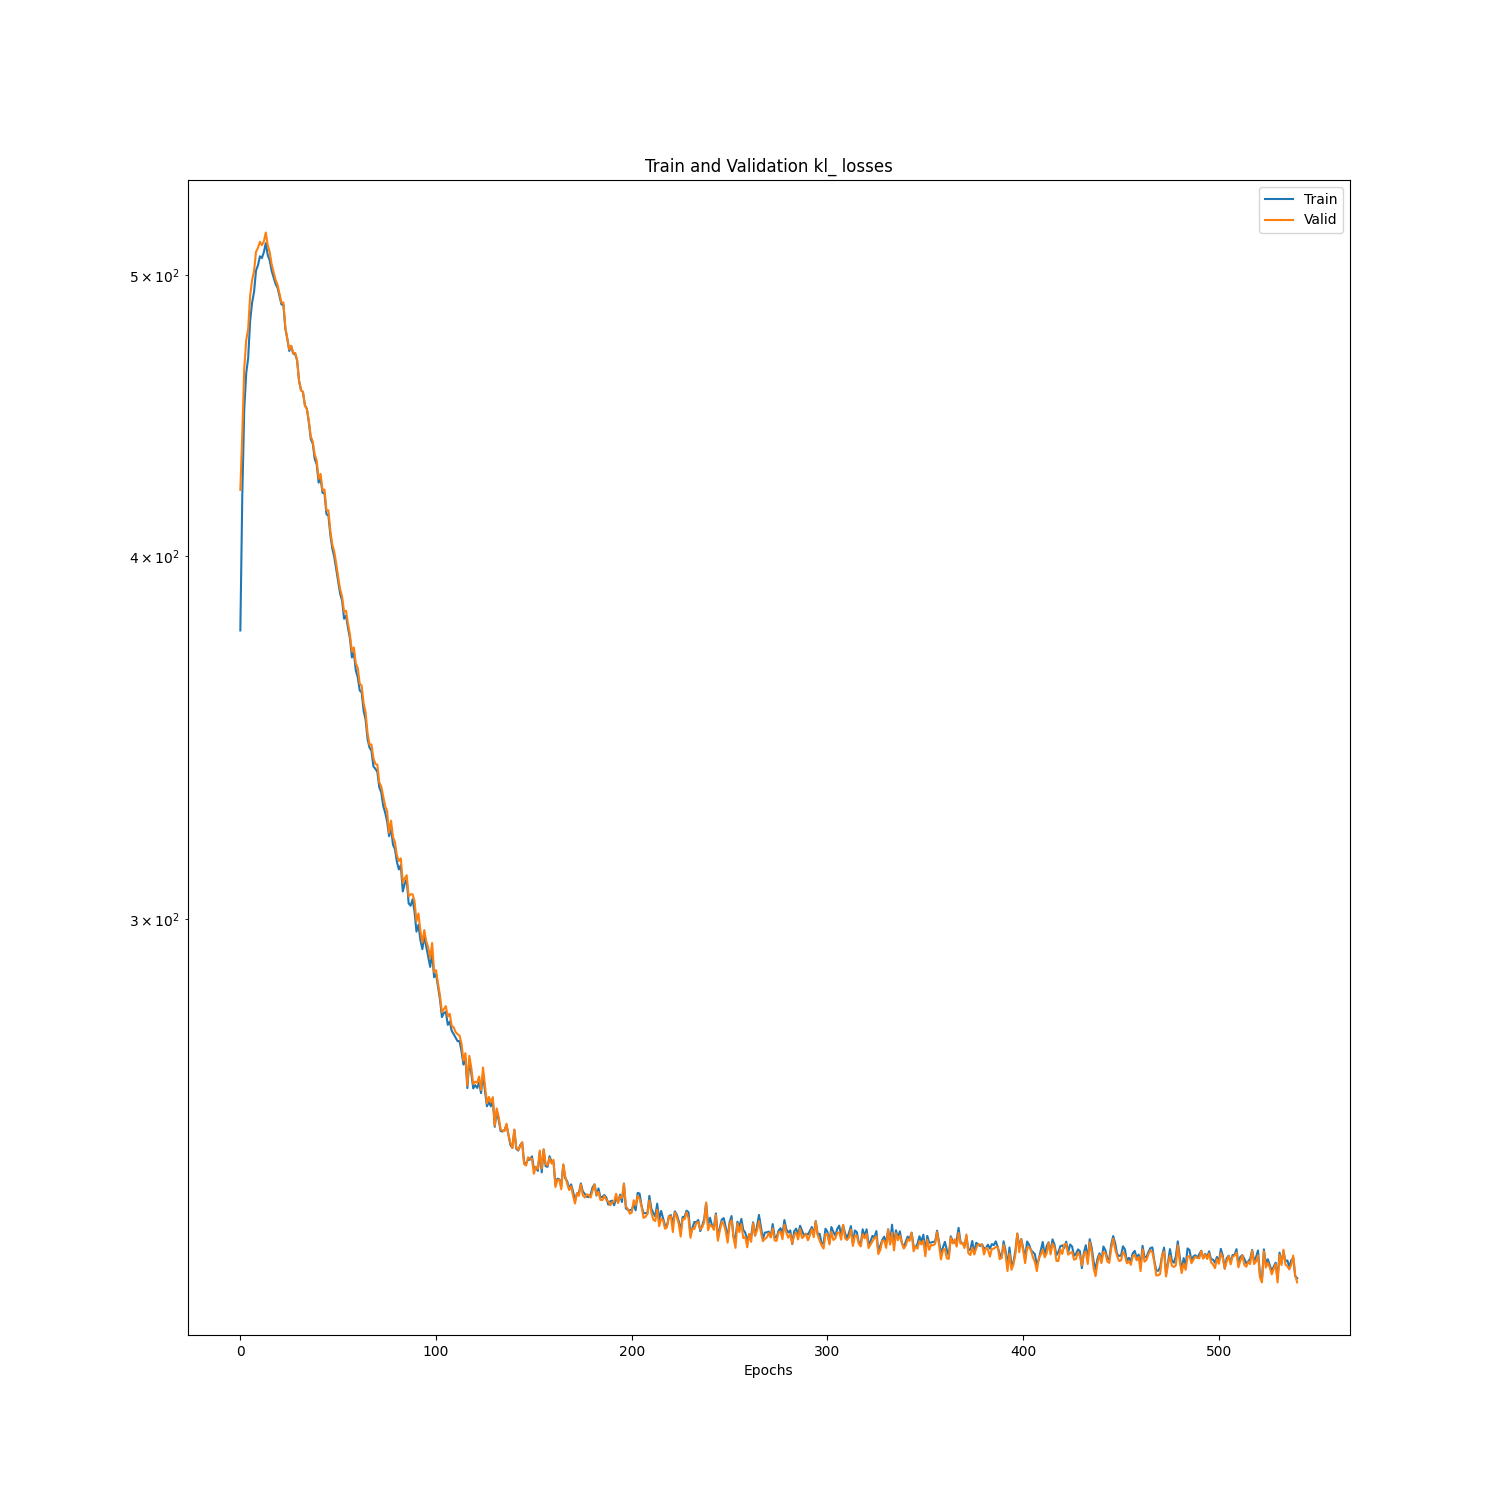 Train and Validation kl_ losses
Train
Valid
5 × 10²
4 × 10²
3 × 10²
0 100 200 300 400 500
Epochs